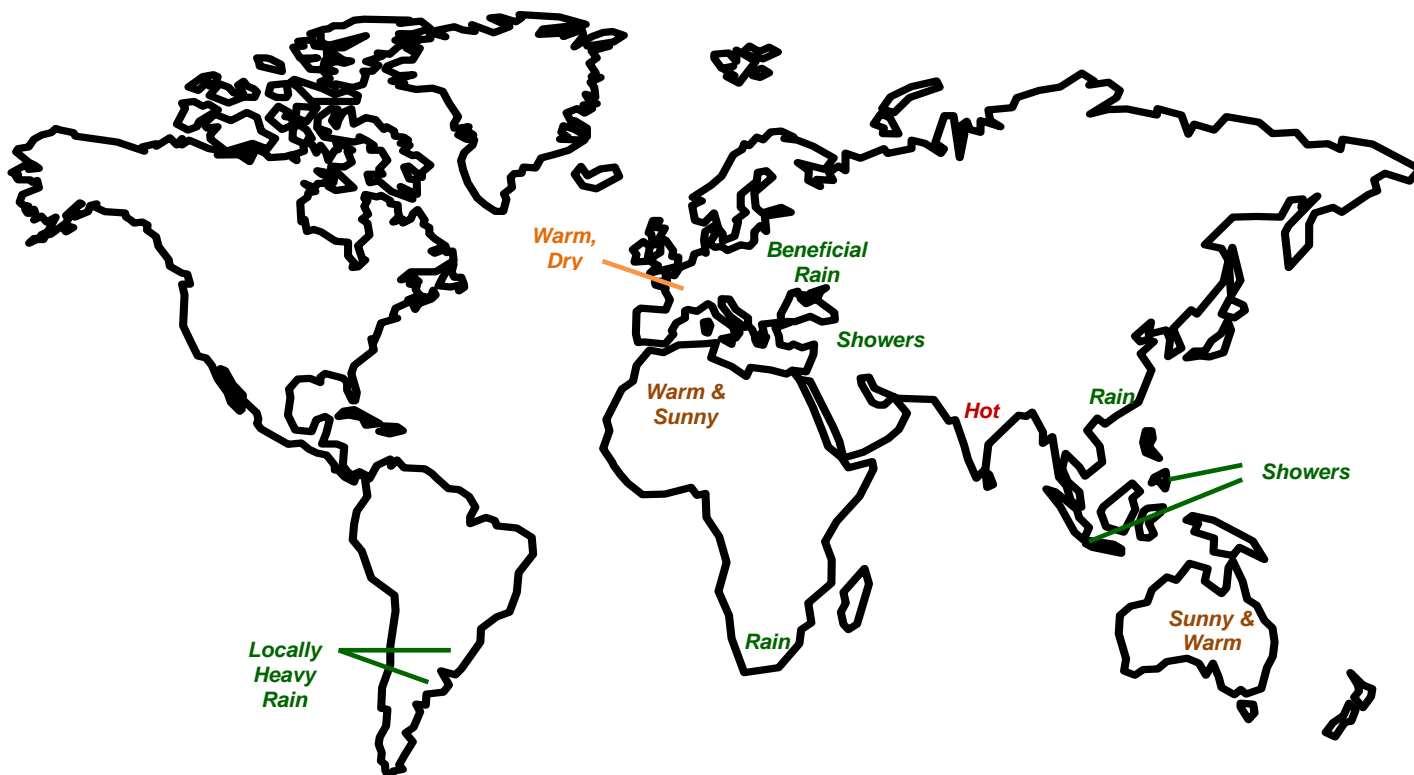 Warm,
Dry
Beneficial
Rain
Showers
Warm &
Sunny
Hot
Rain
Showers
Locally
Heavy
Rain
Rain
Sunny &
Warm